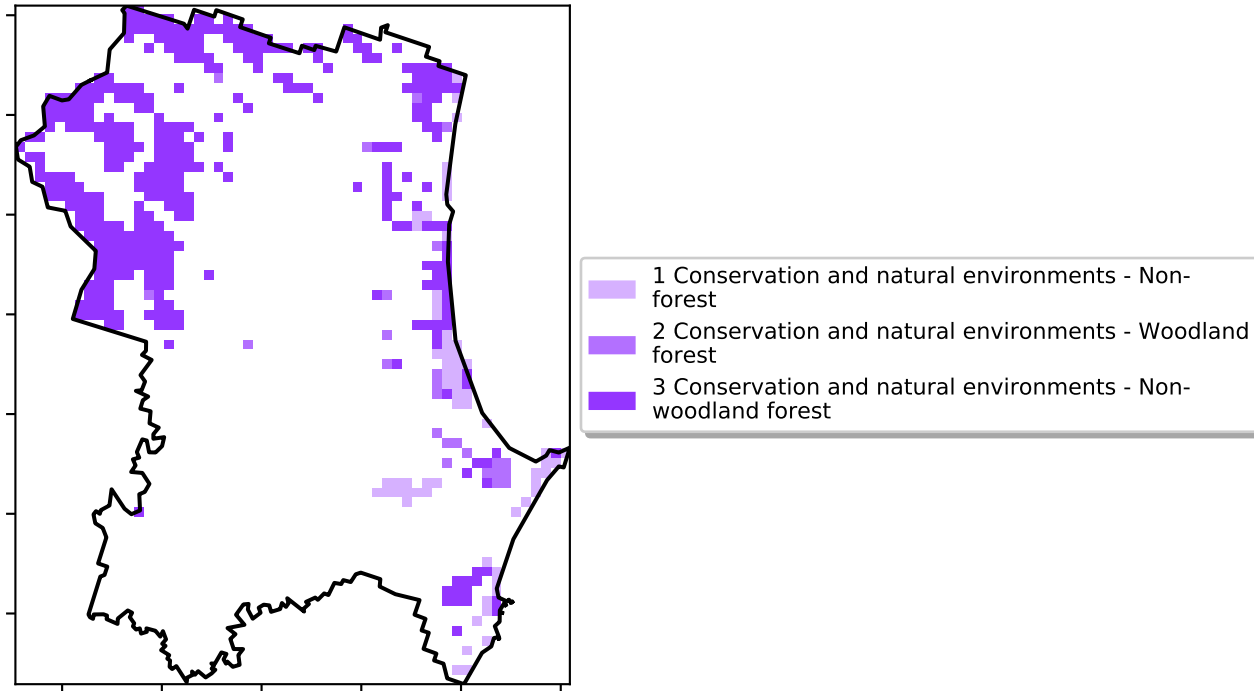 1 Conservation and natural environments - Non-
forest
2 Conservation and natural environments - Woodland
forest
3 Conservation and natural environments - Non-
woodland forest